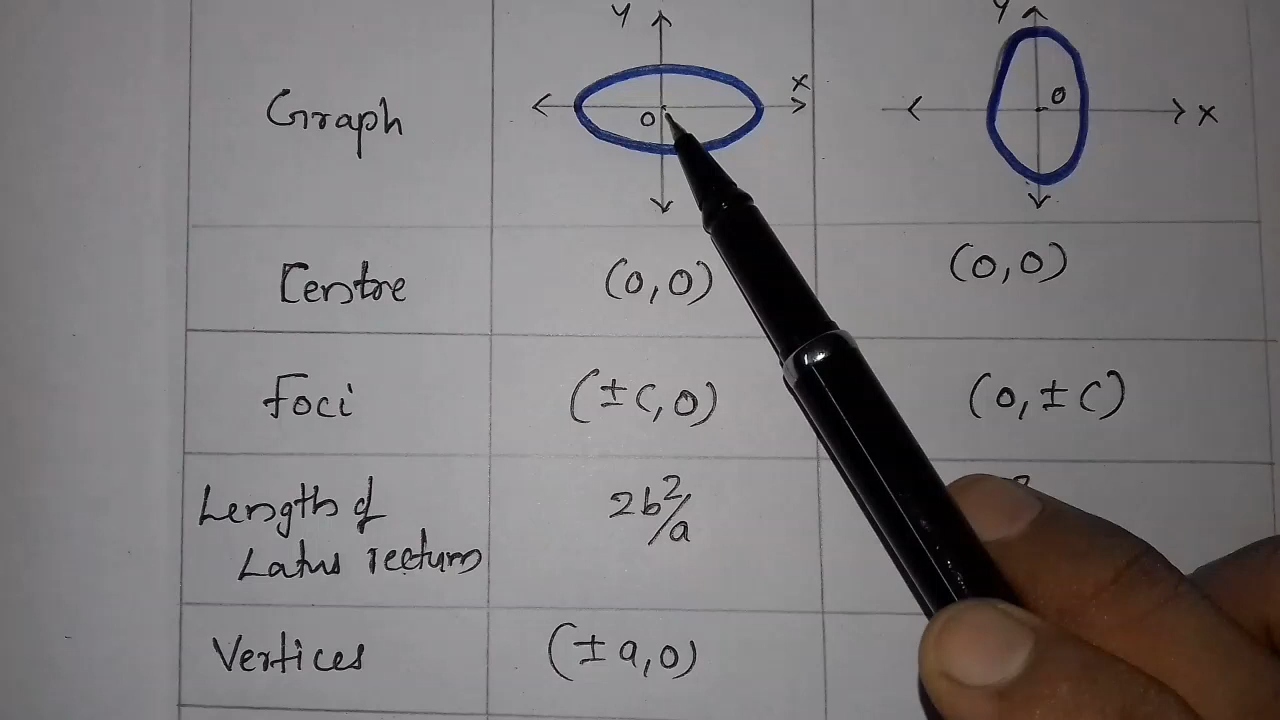 Y Y
Graph O X O X
Centre (0,0) (0,0)
Foci (±c,0) (0,±c)
Length of
Latus rectum 2b²/a
Vertices (±a,0)